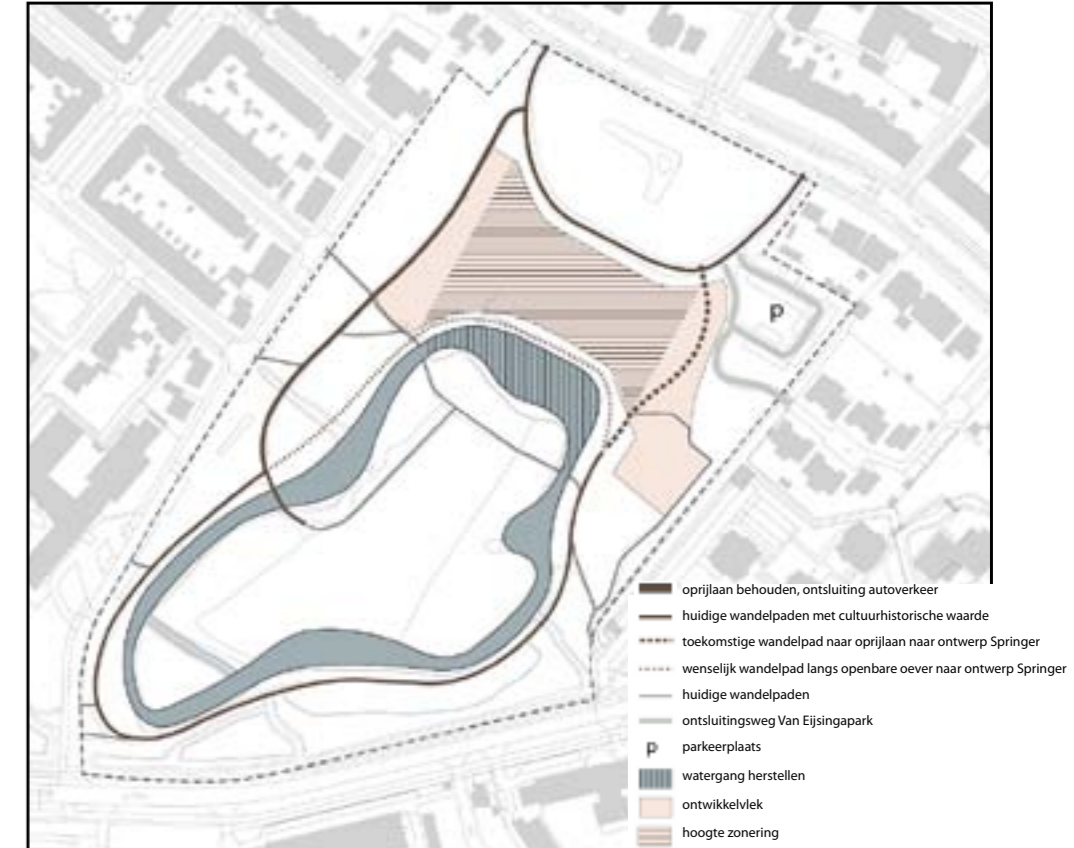 p
oprijlaan behouden, ontsluiting autoverkeer
huidige wandelpaden met cultuurhistorische waarde
toekomstige wandelpad naar oprijlaan naar ontwerp Springer
wenselijk wandelpad langs openbare oever naar ontwerp Springer
huidige wandelpaden
ontsluitingsweg Van Eijsingapark
p parkeerplaats
watergang herstellen
ontwikkelvlek
hoogte zonering